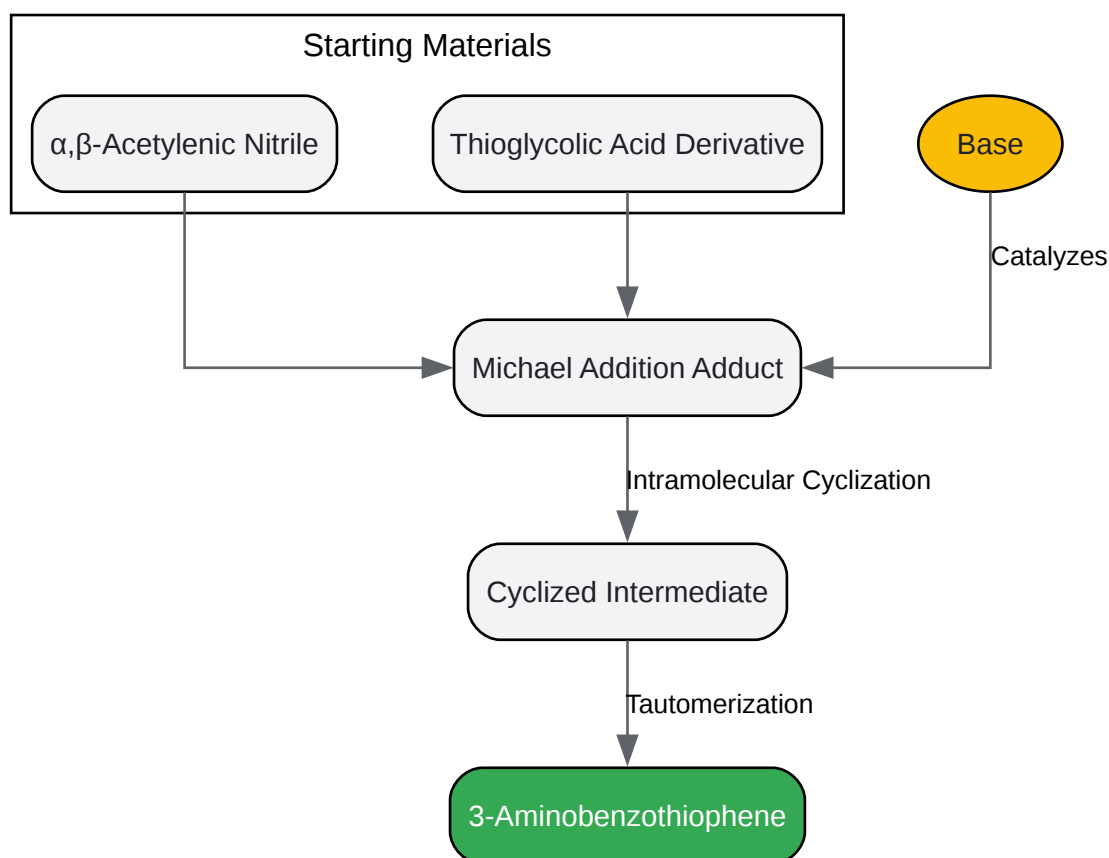 Starting Materials
α,β-Acetylenic Nitrile
Thioglycolic Acid Derivative
Base
Catalyzes
Michael Addition Adduct
Intramolecular Cyclization
Cyclized Intermediate
Tautomerization
3-Aminobenzothiophene